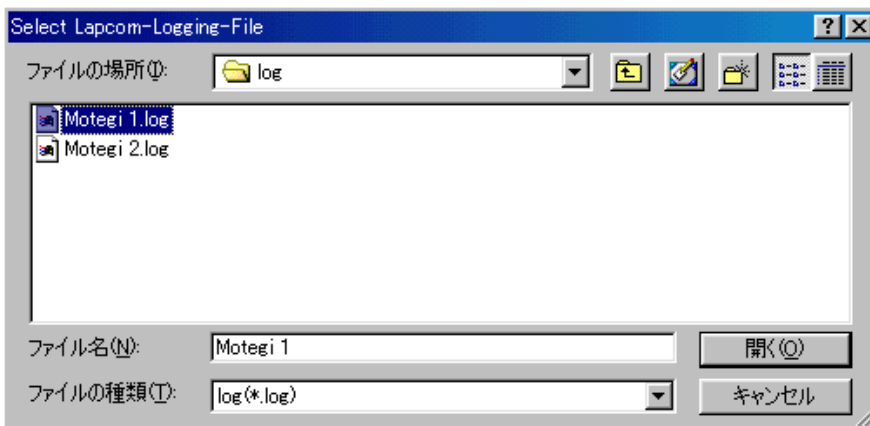 Select Lapcom-Logging-File
ファイルの場所(I): log
Motegi 1.log
Motegi 2.log
ファイル名(N): Motegi 1 開く(O)
ファイルの種類(T): log(*.log) キャンセル